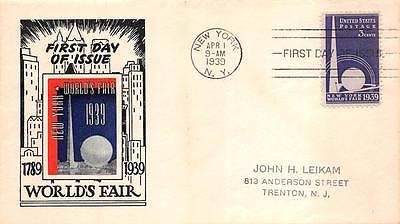 FIRST DAY
OF ISSUE
NEW YORK
WORLD'S FAIR
1939
1789
1939
WORLD'S FAIR
NEW YORK
APR 1
9-AM
1939
N. Y.
FIRST DAY OF ISSUE
UNITED STATES
POSTAGE
3 CENTS
NEW YORK
WORLD'S FAIR 1939
JOHN H. LEIKAM
813 ANDERSON STREET
TRENTON, N. J.